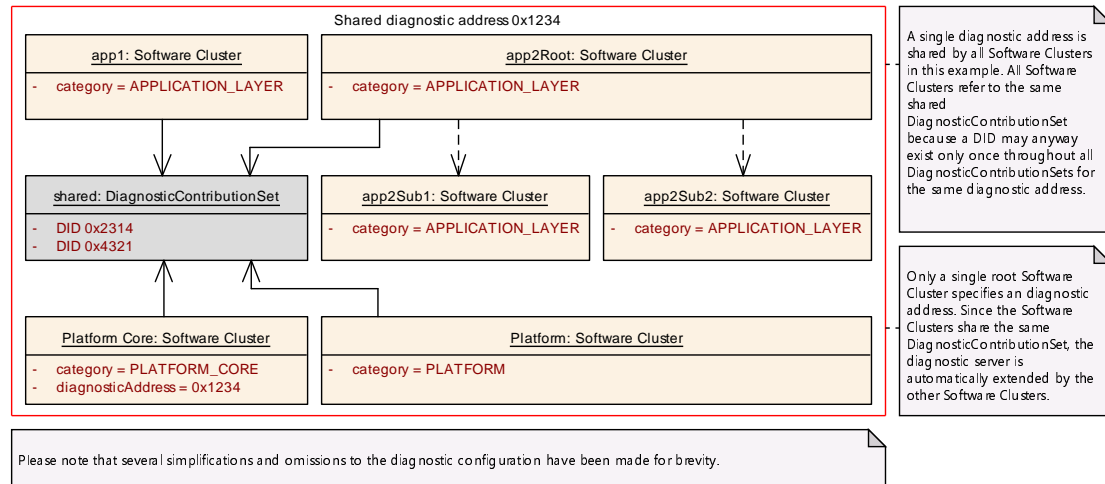 Shared diagnostic address 0x1234
app1: Software Cluster
- category = APPLICATION_LAYER
app2Root: Software Cluster
- category = APPLICATION_LAYER
shared: DiagnosticContributionSet
- DID 0x2314
- DID 0x4321
app2Sub1: Software Cluster
- category = APPLICATION_LAYER
app2Sub2: Software Cluster
- category = APPLICATION_LAYER
Platform Core: Software Cluster
- category = PLATFORM_CORE
- diagnosticAddress = 0x1234
Platform: Software Cluster
- category = PLATFORM
A single diagnostic address is
shared by all Software Clusters
in this example. All Software
Clusters refer to the same
shared
DiagnosticContributionSet
because a DID may anyway
exist only once throughout all
DiagnosticContributionSets for
the same diagnostic address.
Only a single root Software
Cluster specifies an diagnostic
address. Since the Software
Clusters share the same
DiagnosticContributionSet, the
diagnostic server is
automatically extended by the
other Software Clusters.
Please note that several simplifications and omissions to the diagnostic configuration have been made for brevity.